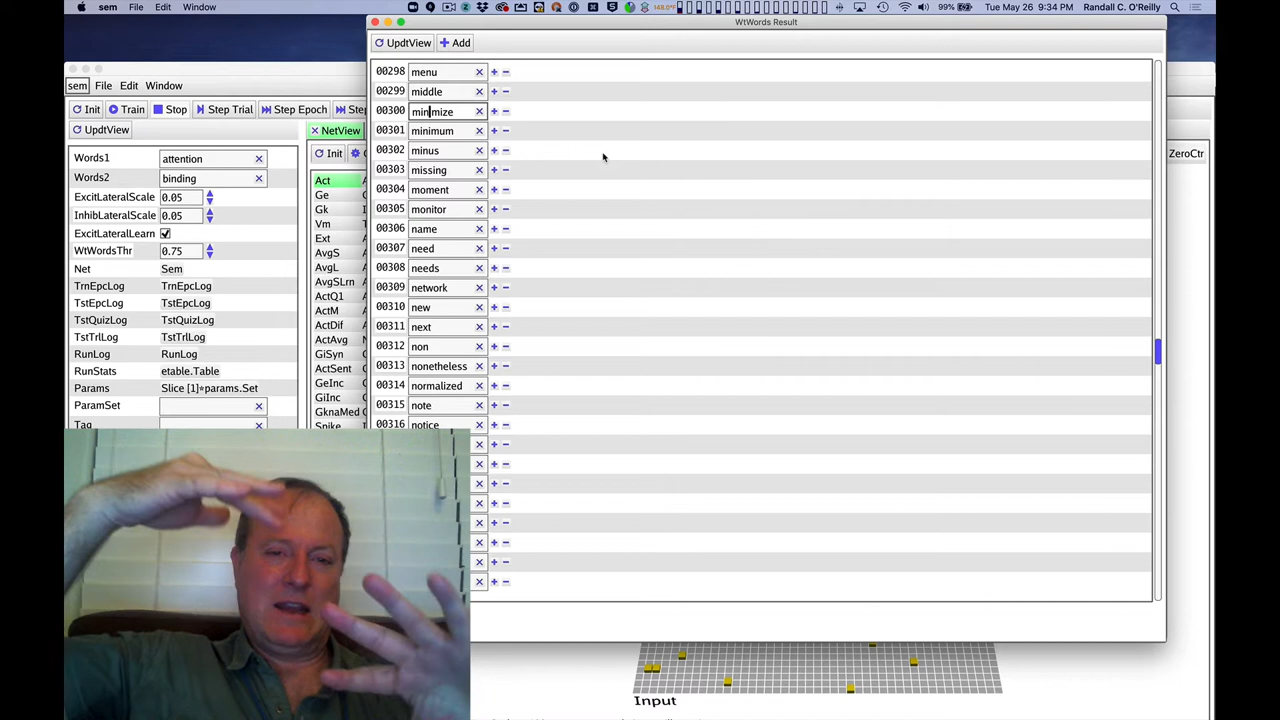 sem File Edit Window 148.0°F 99% Tue May 26 9:34 PM Randall C. O'Reilly
WtWords Result
UpdtView Add
sem File Edit Window
Init Train Stop Step Trial Step Epoch Ste
UpdtView
NetView
Init
ZeroCtr
Words1 attention
Words2 binding
ExcitLateralScale 0.05
InhibLateralScale 0.05
ExcitLateralLearn
WtWordsThr 0.75
Net Sem
TrnEpcLog TrnEpcLog
TstEpcLog TstEpcLog
TstQuizLog TstQuizLog
TstTrlLog TstTrlLog
RunLog RunLog
RunStats etable.Table
Params Slice [1]*params.Set
ParamSet
Tag
Act
Ge
Gk
Vm
Ext
AvgS
AvgL
AvgSLrn
ActQ1
ActM
ActDif
ActAvg
GiSyn
ActSent
GeInc
GiInc
GknaMed
Spike
00298 menu
00299 middle
00300 minimize
00301 minimum
00302 minus
00303 missing
00304 moment
00305 monitor
00306 name
00307 need
00308 needs
00309 network
00310 new
00311 next
00312 non
00313 nonetheless
00314 normalized
00315 note
00316 notice
Input